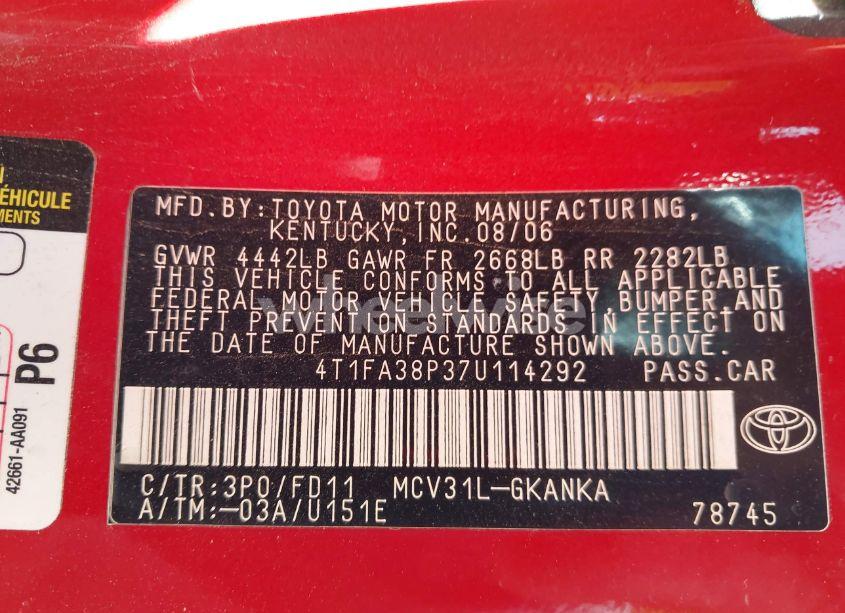 ÉHICULE
EMENTS
P6
42661-AA091
MFD.BY:TOYOTA MOTOR MANUFACTURING,
KENTUCKY,INC.08/06
GVWR 4442LB GAWR FR 2668LB RR 2282LB
THIS VEHICLE CONFORMS TO ALL APPLICABLE
FEDERAL MOTOR VEHICLE SAFETY,BUMPER,AND
THEFT PREVENTION STANDARDS IN EFFECT ON
THE DATE OF MANUFACTURE SHOWN ABOVE.
4T1FA38P37U114292 PASS.CAR
C/TR:3P0/FD11 MCV31L-GKANKA
A/TM:-03A/U151E 78745